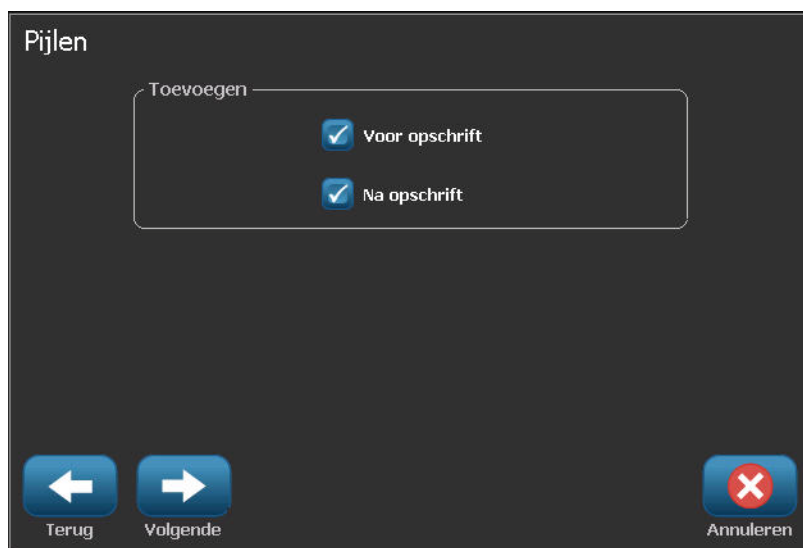 Pijlen
Toevoegen
Voor opschrift
Na opschrift
Terug
Volgende
Annuleren